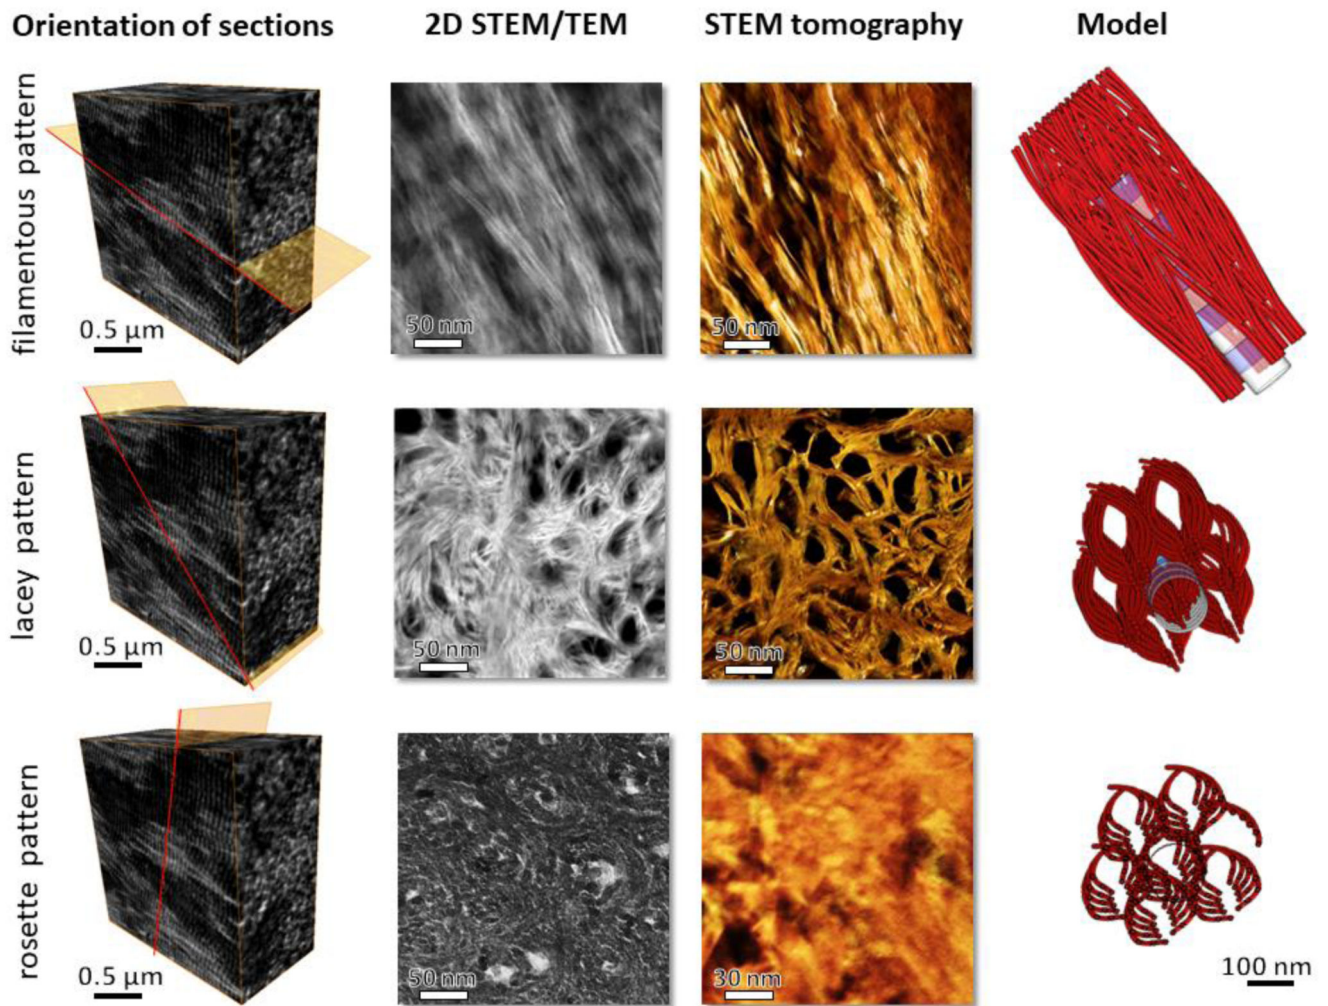 Orientation of sections
2D STEM/TEM
STEM tomography
Model
filamentous pattern
0.5 µm
50 nm
50 nm
lacey pattern
0.5 µm
50 nm
50 nm
rosette pattern
0.5 µm
50 nm
30 nm
100 nm